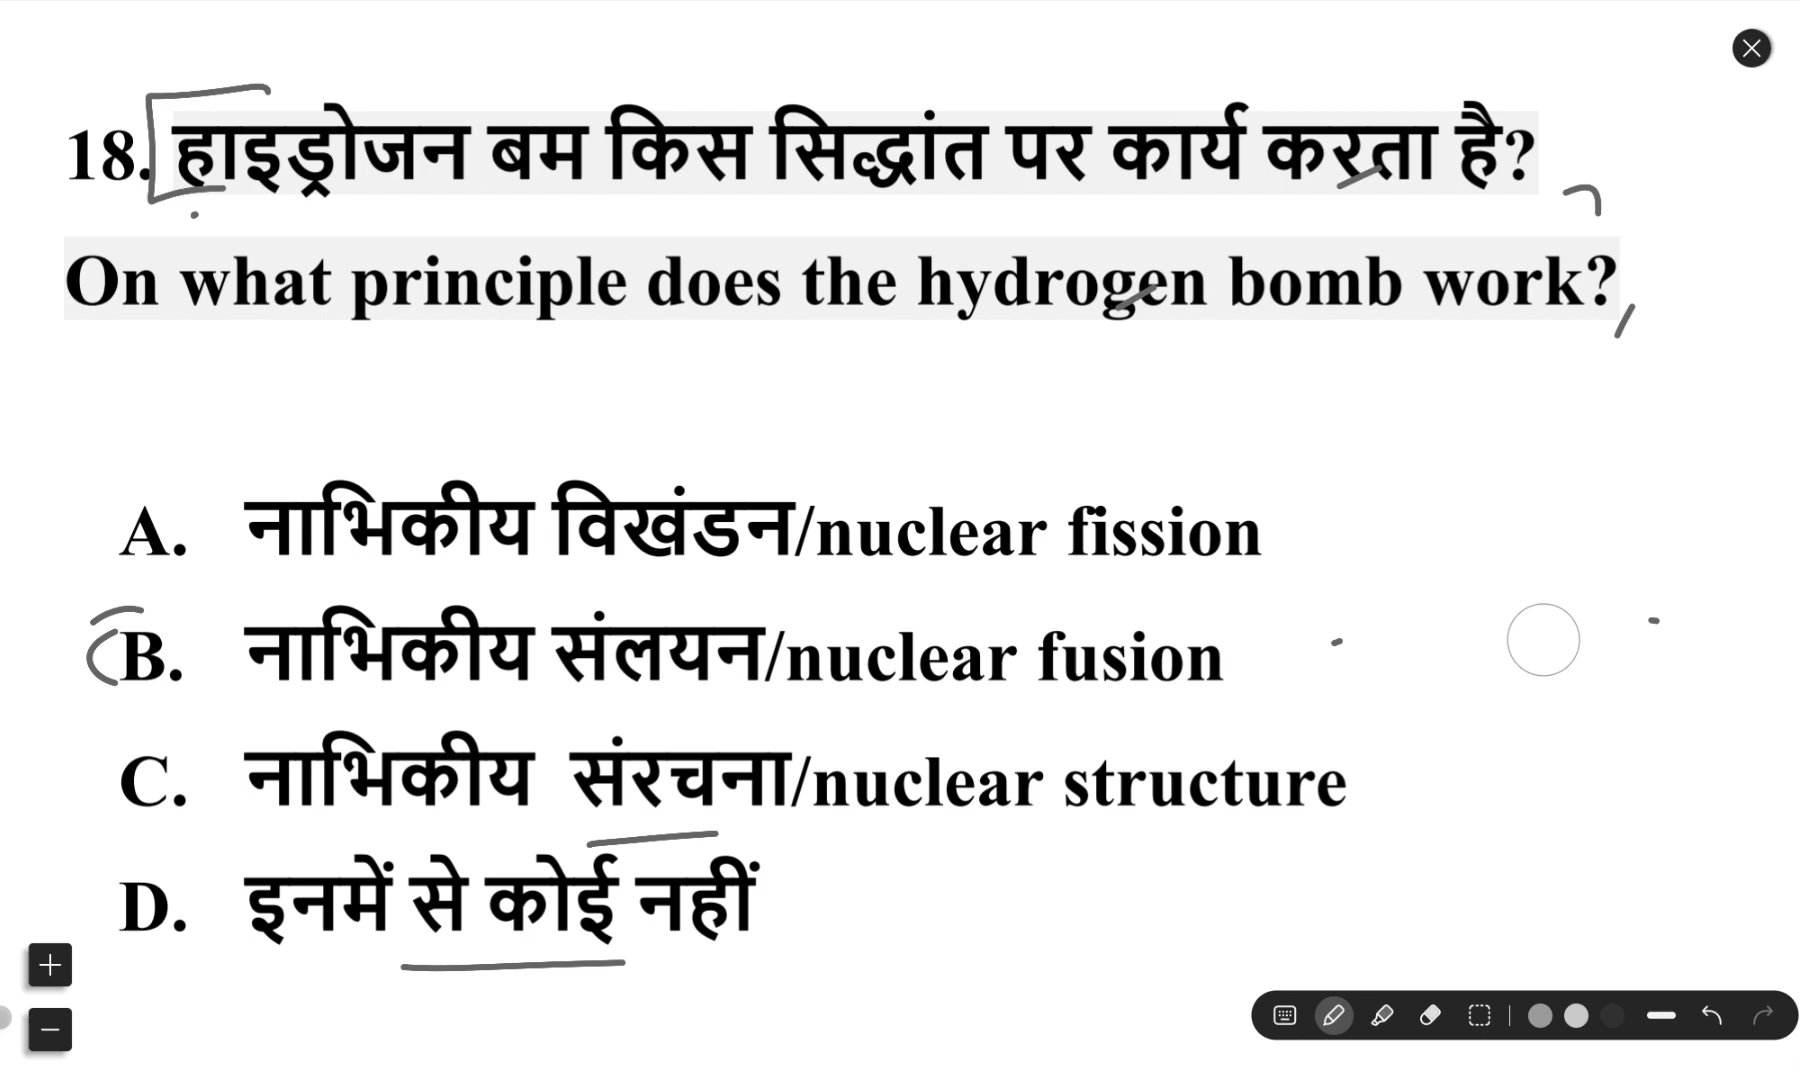 18. हाइड्रोजन बम किस सिद्धांत पर कार्य करता है?
On what principle does the hydrogen bomb work?
A. नाभिकीय विखंडन/nuclear fission
B. नाभिकीय संलयन/nuclear fusion
C. नाभिकीय संरचना/nuclear structure
D. इनमें से कोई नहीं